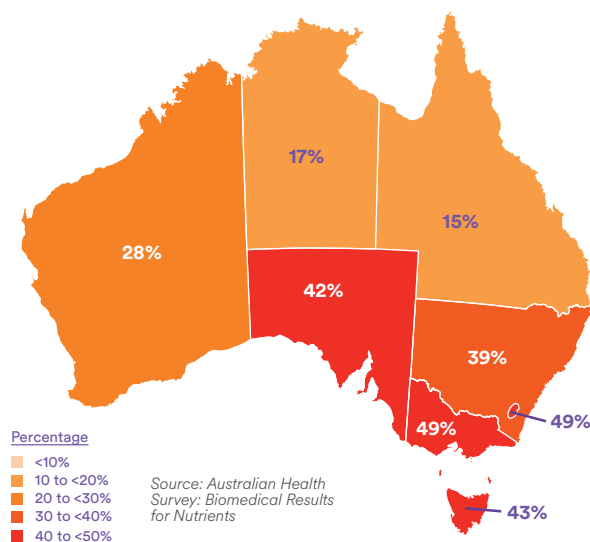 17%
15%
28%
42%
39%
49%
49%
43%
Percentage
<10%
10 to <20%
20 to <30%
30 to <40%
40 to <50%
Source: Australian Health
Survey: Biomedical Results
for Nutrients